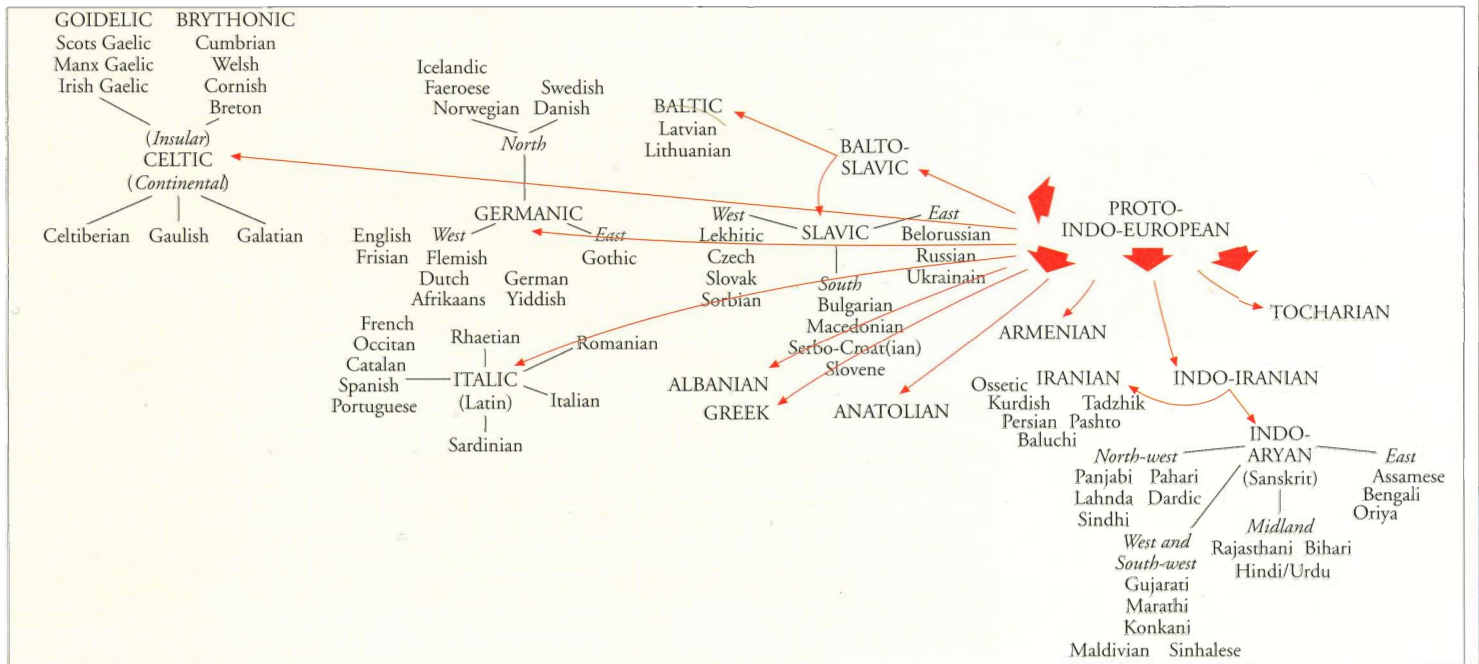 GOIDELIC
Scots Gaelic
Manx Gaelic
Irish Gaelic
BRYTHONIC
Cumbrian
Welsh
Cornish
Breton
(Insular)
CELTIC
(Continental)
Celtiberian
Gaulish
Galatian
Icelandic
Faeroese
Norwegian
Swedish
Danish
North
GERMANIC
West
English
Frisian
Flemish
Dutch
Afrikaans
German
Yiddish
East
Gothic
French
Occitan
Catalan
Spanish
Portuguese
Rhaetian
Romanian
ITALIC
(Latin)
Italian
Sardinian
BALTIC
Latvian
Lithuanian
BALTO-
SLAVIC
West
Lekhitic
Czech
Slovak
Sorbian
SLAVIC
East
Belorussian
Russian
Ukrainain
South
Bulgarian
Macedonian
Serbo-Croat(ian)
Slovene
PROTO-
INDO-EUROPEAN
ALBANIAN
GREEK
ANATOLIAN
ARMENIAN
TOCHARIAN
INDO-IRANIAN
IRANIAN
Ossetic
Kurdish Tadzhik
Persian Pashto
Baluchi
INDO-
ARYAN
(Sanskrit)
North-west
Panjabi Pahari
Lahnda Dardic
Sindhi
West and
South-west
Gujarati
Marathi
Konkani
Maldivian Sinhalese
Midland
Rajasthani Bihari
Hindi/Urdu
East
Assamese
Bengali
Oriya